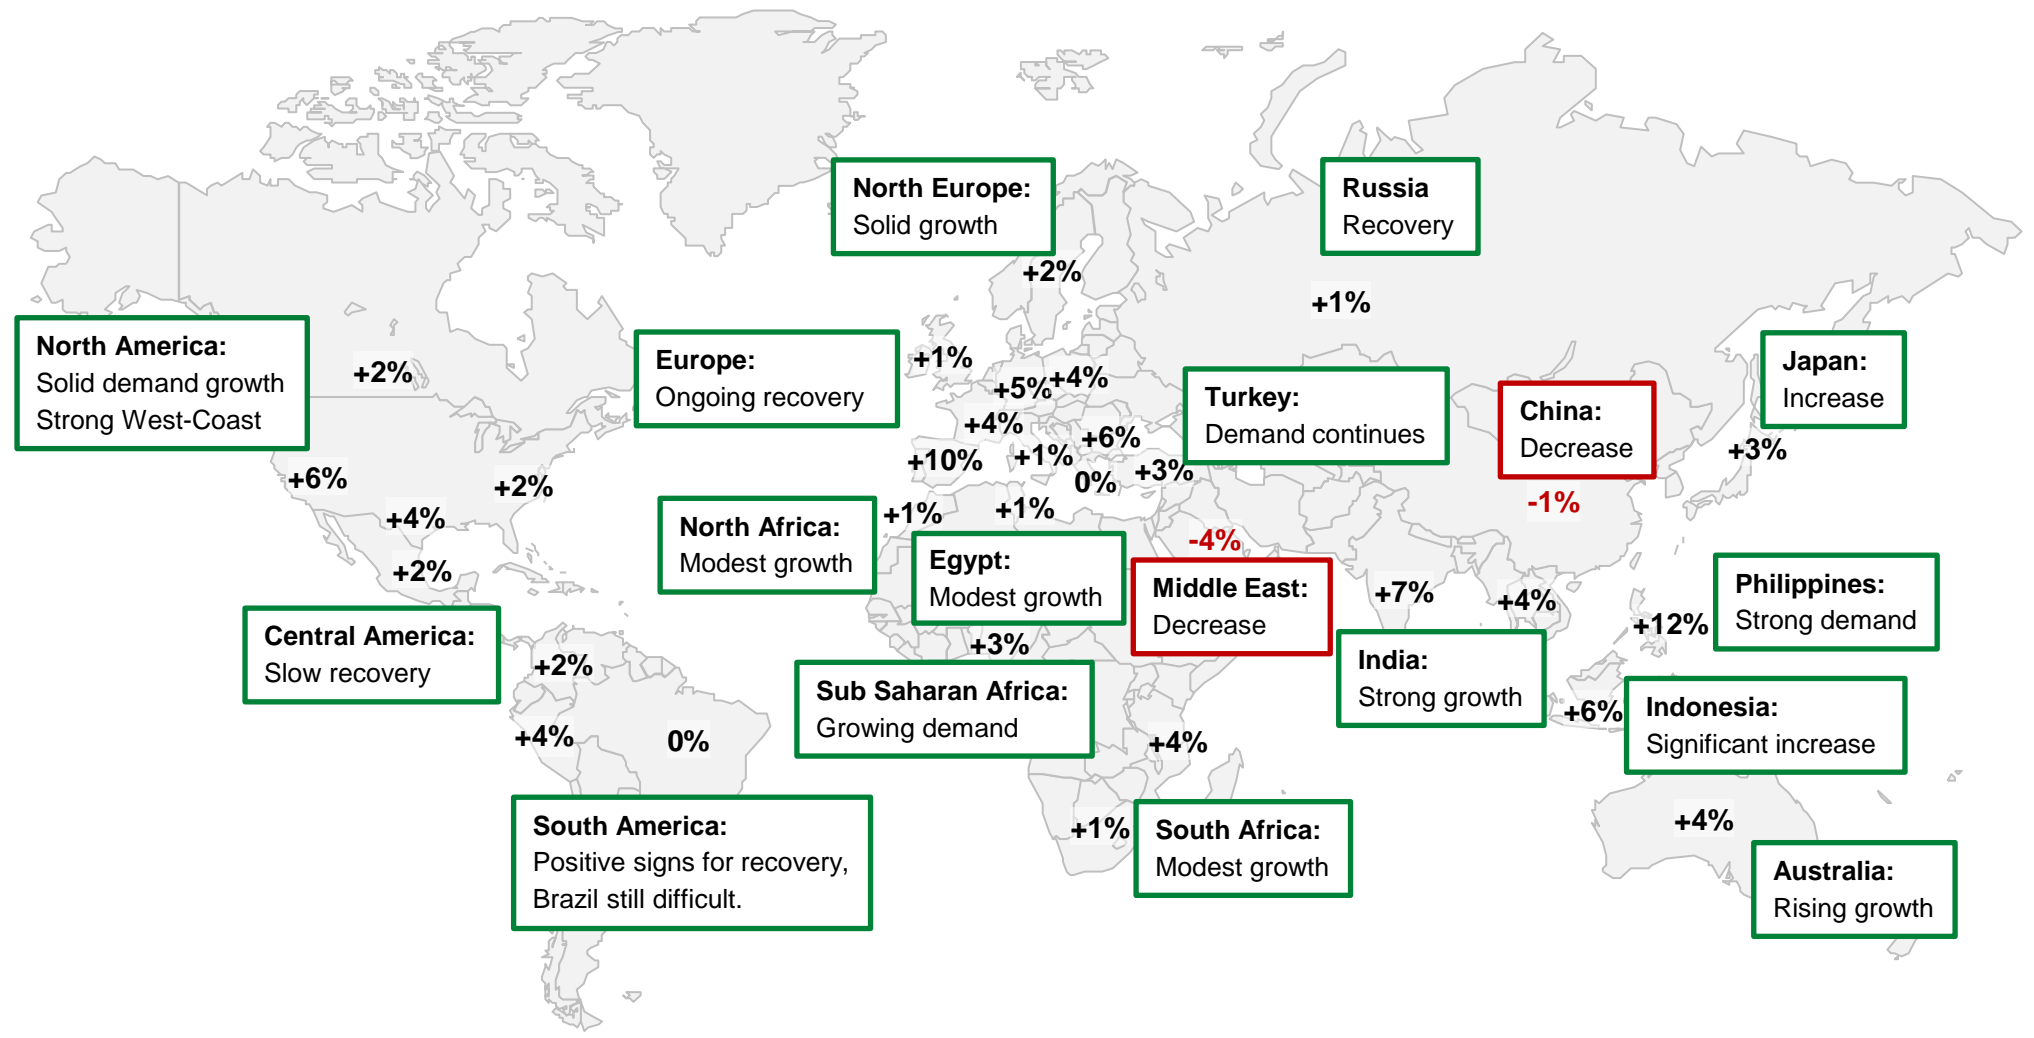 North Europe:
Solid growth
+2%
Russia
Recovery
+1%
North America:
Solid demand growth
Strong West-Coast
+2%
+6%
+2%
+4%
+2%
Europe:
Ongoing recovery
+1%
+5%
+4%
+4%
+6%
+10%
+1%
0%
+3%
Turkey:
Demand continues
China:
Decrease
-1%
Japan:
Increase
+3%
North Africa:
Modest growth
+1%
+1%
Egypt:
Modest growth
-4%
Middle East:
Decrease
+7%
+4%
India:
Strong growth
Philippines:
Strong demand
+12%
Central America:
Slow recovery
+2%
+4%
0%
+3%
Sub Saharan Africa:
Growing demand
+4%
+6%
Indonesia:
Significant increase
South America:
Positive signs for recovery,
Brazil still difficult.
+1%
South Africa:
Modest growth
+4%
Australia:
Rising growth